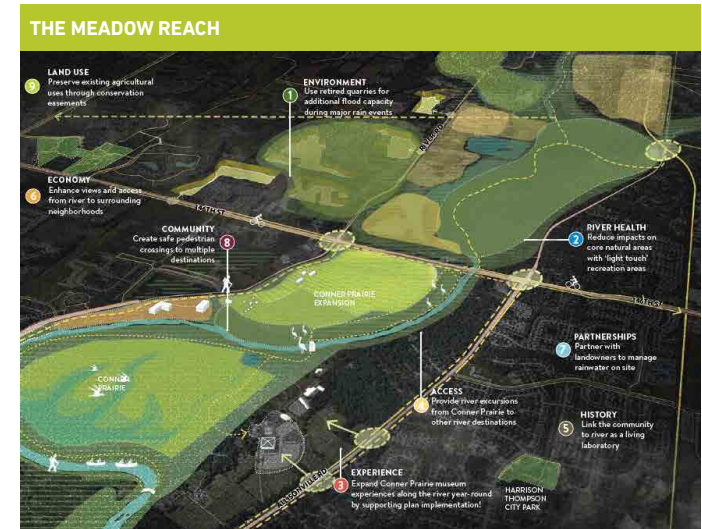 THE MEADOW REACH
LAND USE
9
Preserve existing agricultural
uses through conservation
easements
ENVIRONMENT
1
Use retired quarries for
additional flood capacity
during major rain events
RIVER RD
ECONOMY
6
Enhance views and access
from river to surrounding
neighborhoods
146TH ST
COMMUNITY
8
Create safe pedestrian
crossings to multiple
destinations
RIVER HEALTH
2
Reduce impacts on
core natural areas
with 'light touch'
recreation areas
146TH ST
CONNER PRAIRIE
EXPANSION
PARTNERSHIPS
7
Partner with
landowners to manage
rainwater on site
CONNER
PRAIRIE
ACCESS
4
Provide river excursions
from Conner Prairie to
other river destinations
HISTORY
5
Link the community
to river as a living
laboratory
EXPERIENCE
3
Expand Conner Prairie museum
experiences along the river year-round
by supporting plan implementation!
HARRISON
THOMPSON
CITY PARK